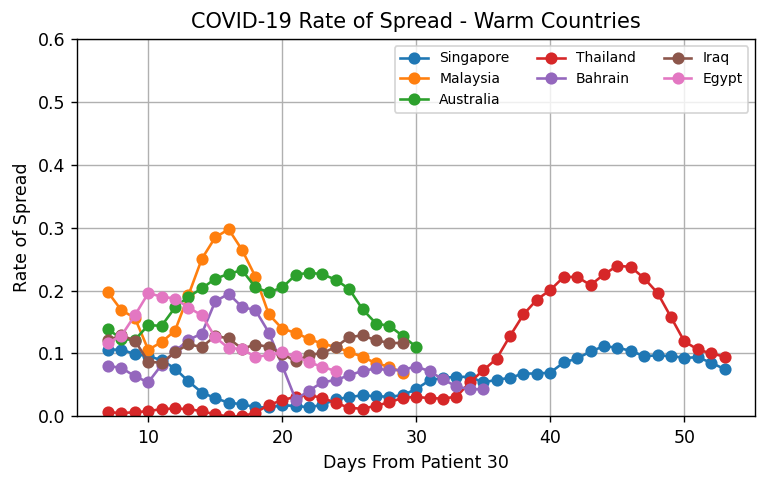 COVID-19 Rate of Spread - Warm Countries
Singapore
Malaysia
Australia
Thailand
Bahrain
Iraq
Egypt
Rate of Spread
0.6
0.5
0.4
0.3
0.2
0.1
0.0
10 20 30 40 50
Days From Patient 30